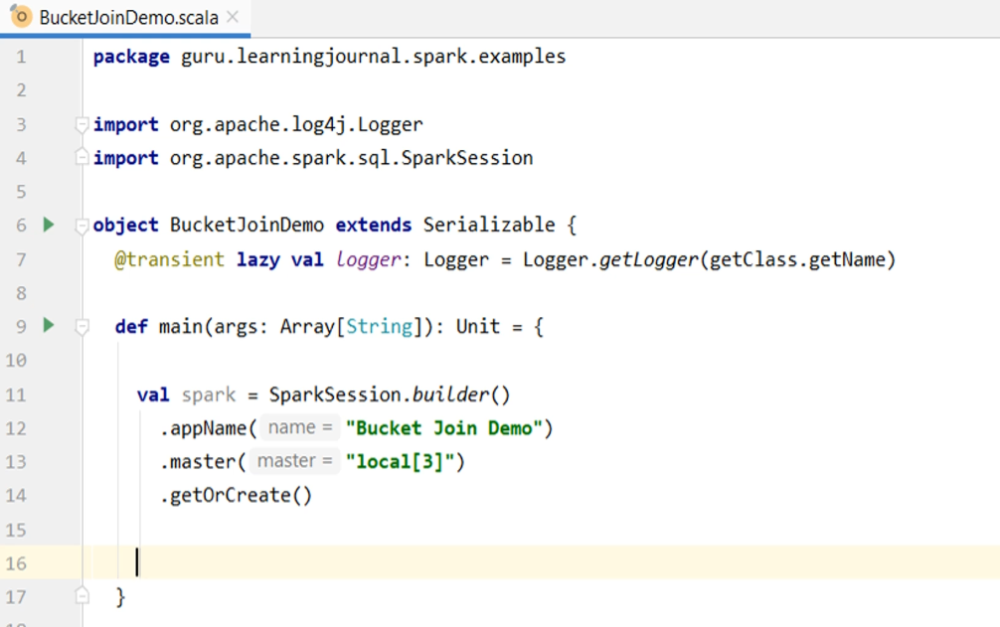 BucketJoinDemo.scala
1 package guru.learningjournal.spark.examples
2
3 import org.apache.log4j.Logger
4 import org.apache.spark.sql.SparkSession
5
6 object BucketJoinDemo extends Serializable {
7 @transient lazy val logger: Logger = Logger.getLogger(getClass.getName)
8
9 def main(args: Array[String]): Unit = {
10
11 val spark = SparkSession.builder()
12 .appName( name = "Bucket Join Demo")
13 .master( master = "local[3]")
14 .getOrCreate()
15
16
17 }